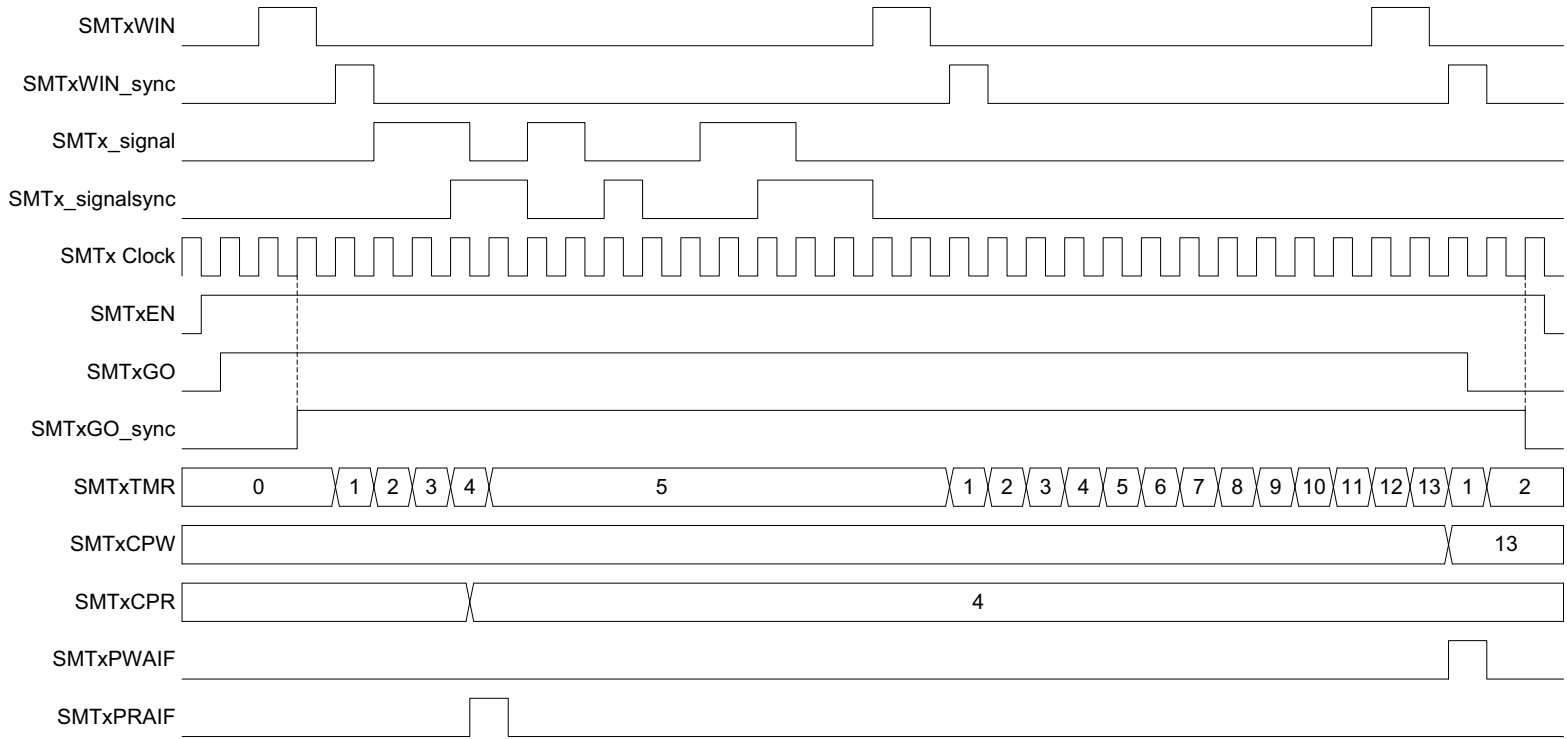 SMTxWIN
SMTxWIN_sync
SMTx_signal
SMTx_signalsync
SMTx Clock
SMTxEN
SMTxGO
SMTxGO_sync
SMTxTMR 0 1 2 3 4 5 1 2 3 4 5 6 7 8 9 10 11 12 13 1 2
SMTxCPW 13
SMTxCPR 4
SMTxPWAIF
SMTxPRAIF